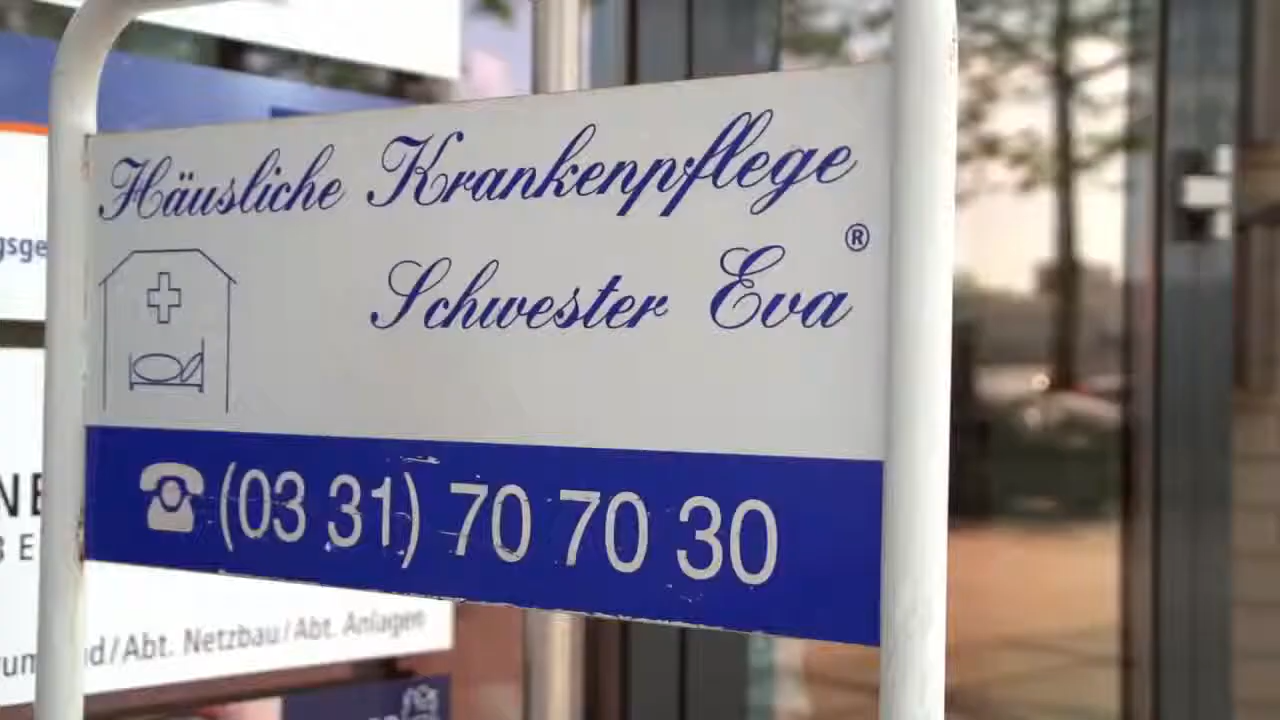 Häusliche Krankenpflege
Schwester Eva ®
(03 31) 70 70 30
Abt. Netzbau / Abt. Anlagen